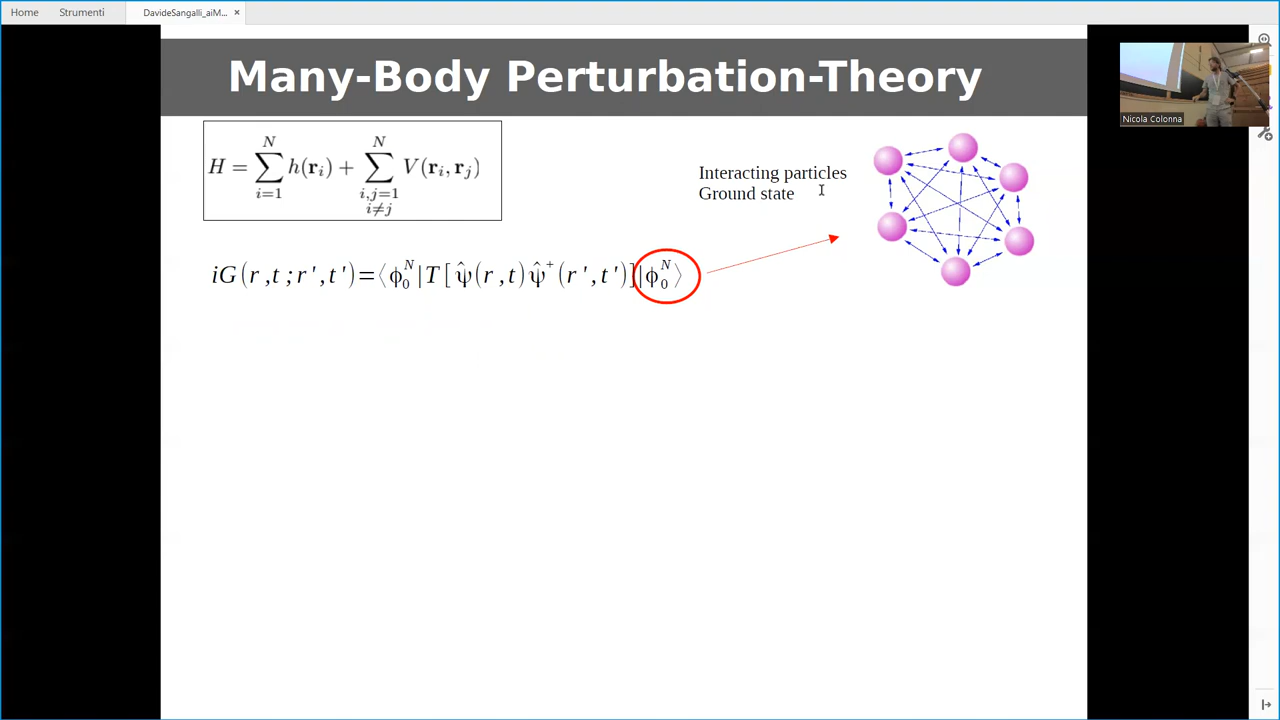 Home
Strumenti
DavideSangalli_aiM... ×
Many-Body Perturbation-Theory
H = ∑_{i=1}^{N} h(r_i) + ∑_{i,j=1, i≠j}^{N} V(r_i, r_j)
Interacting particles
Ground state
iG(r,t;r',t')=⟨ϕ_0^N|T[ψ̂(r,t)ψ̂^+(r',t')]|ϕ_0^N⟩
Nicola Colonna